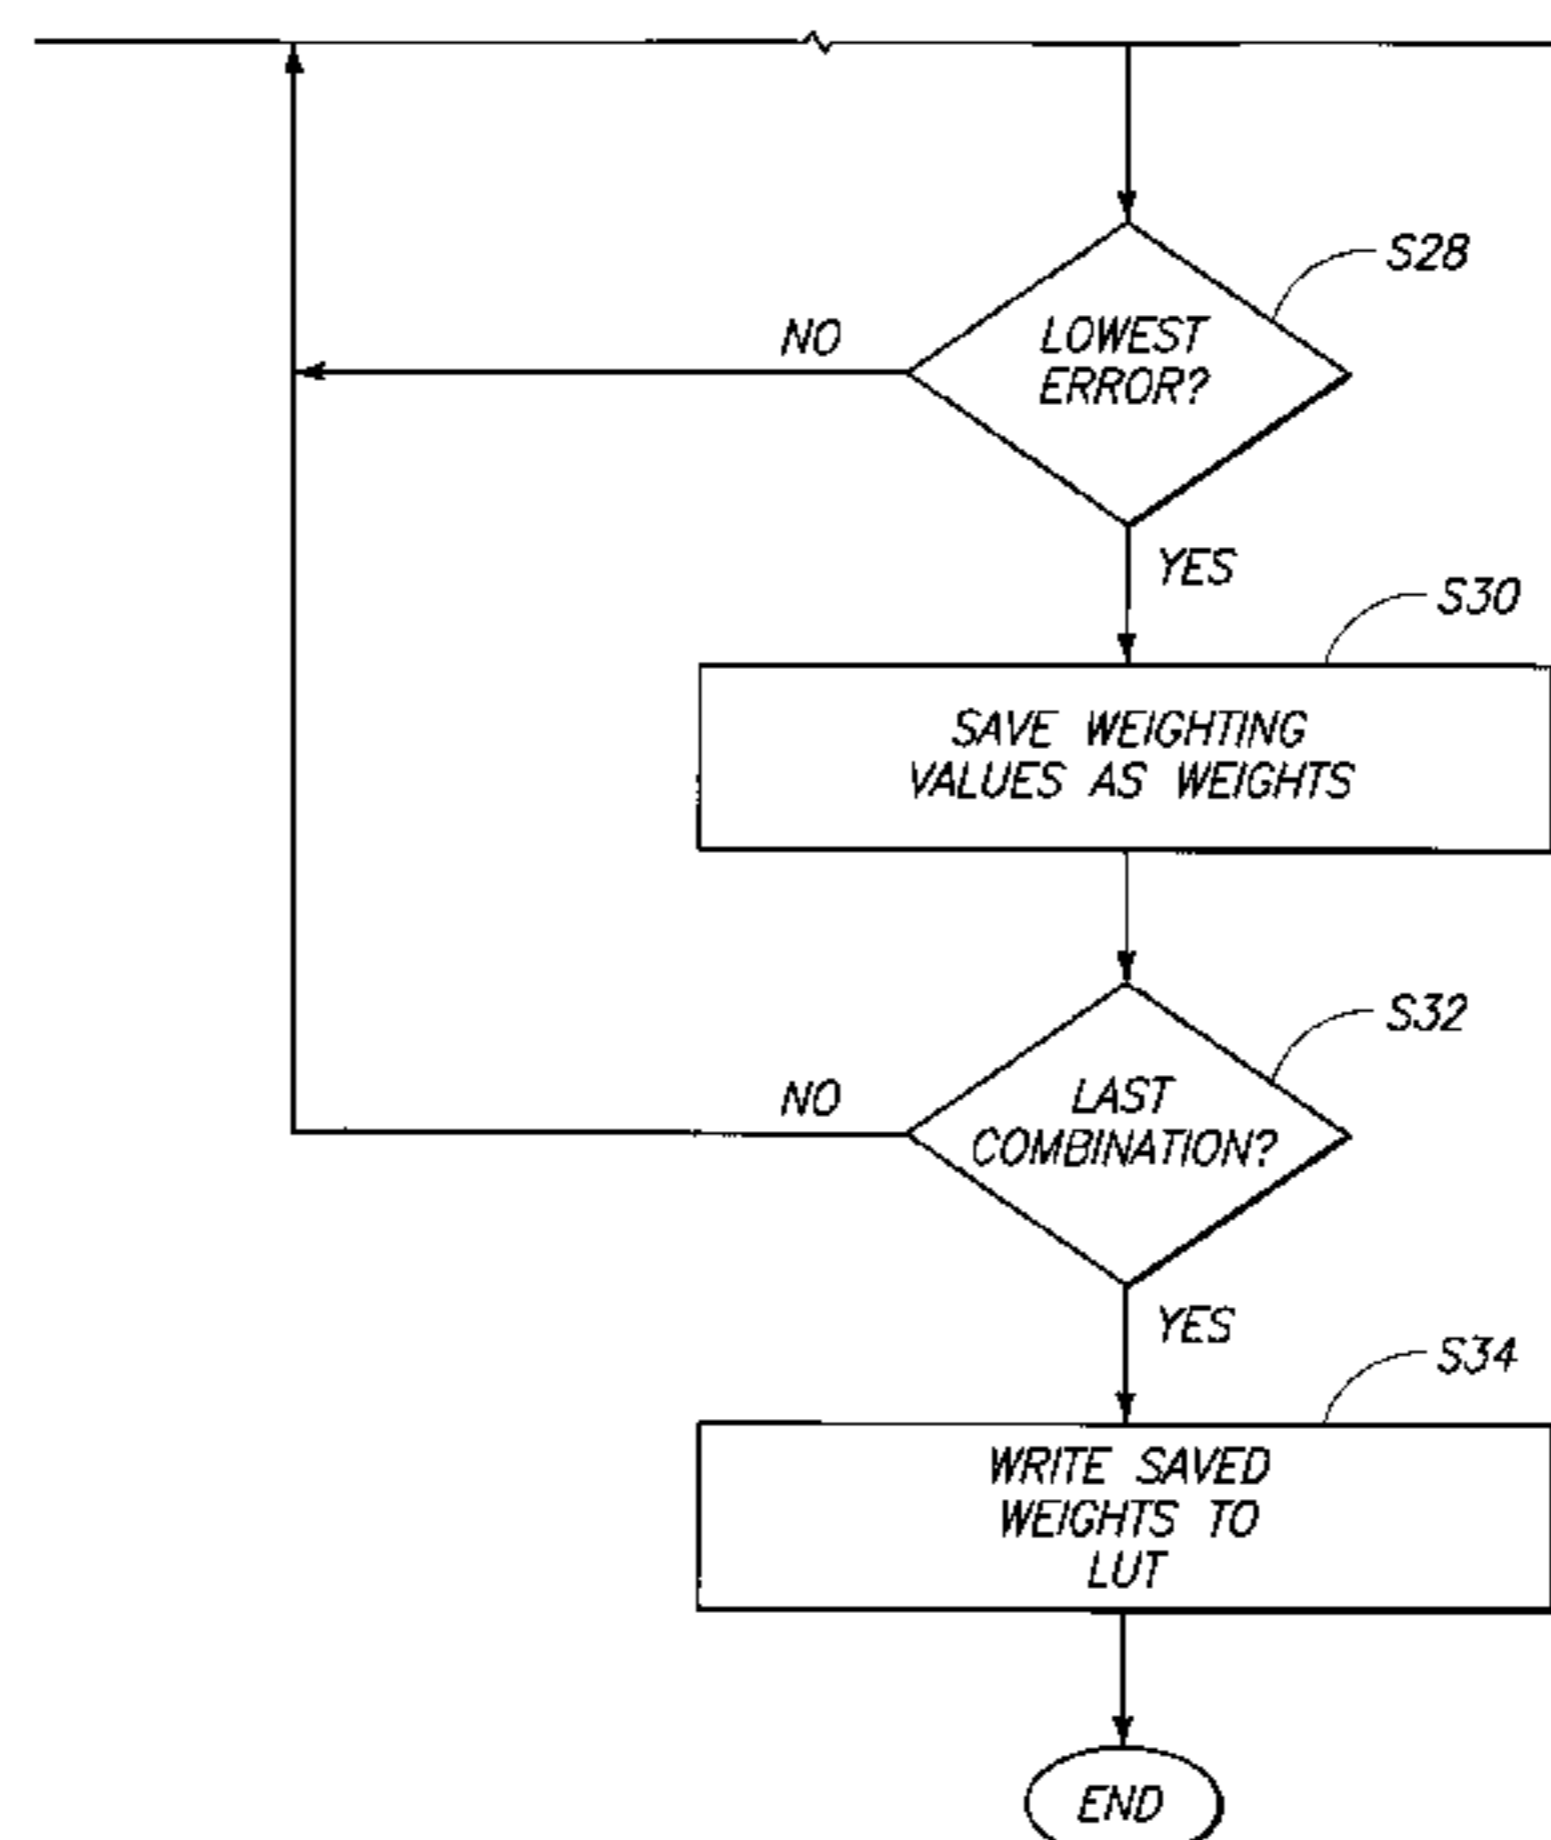 S28
NO
LOWEST
ERROR?
YES
S30
SAVE WEIGHTING
VALUES AS WEIGHTS
S32
NO
LAST
COMBINATION?
YES
S34
WRITE SAVED
WEIGHTS TO
LUT
END